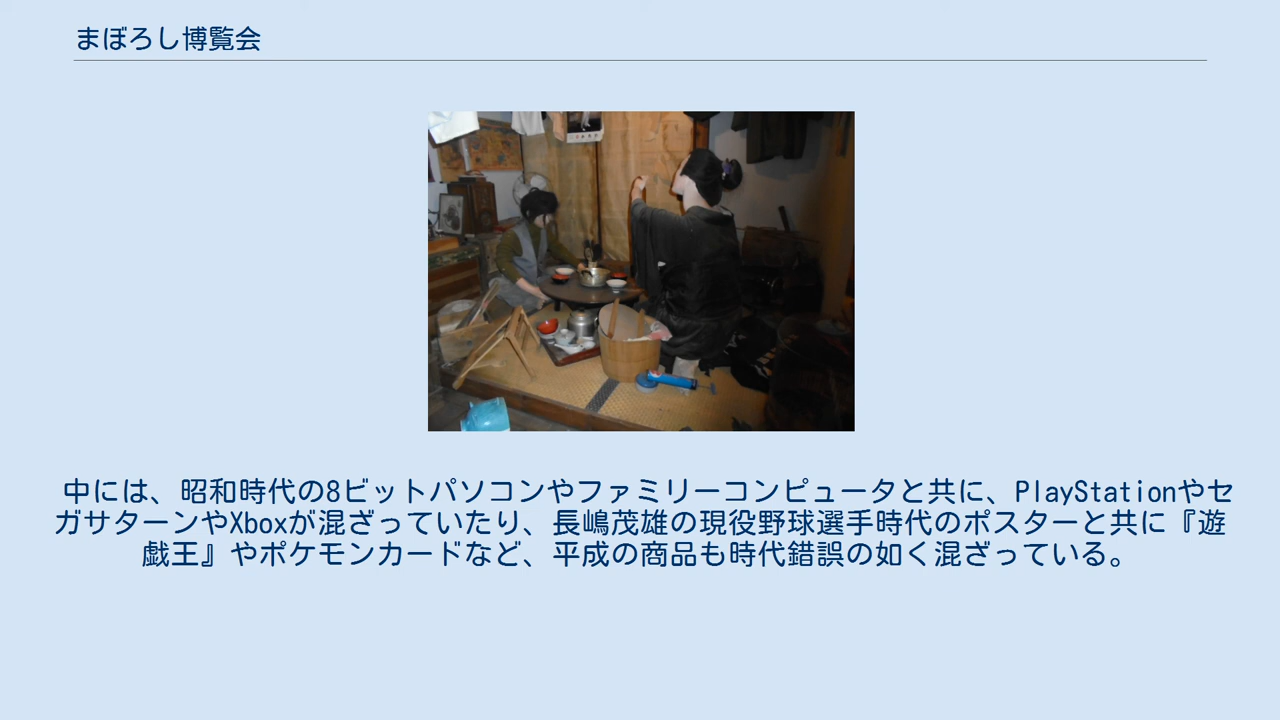 まぼろし博覧会
中には、昭和時代の8ビットパソコンやファミリーコンピュータと共に、PlayStationやセ
ガサターンやXboxが混ざっていたり、長嶋茂雄の現役野球選手時代のポスターと共に『遊
戯王』やポケモンカードなど、平成の商品も時代錯誤の如く混ざっている。